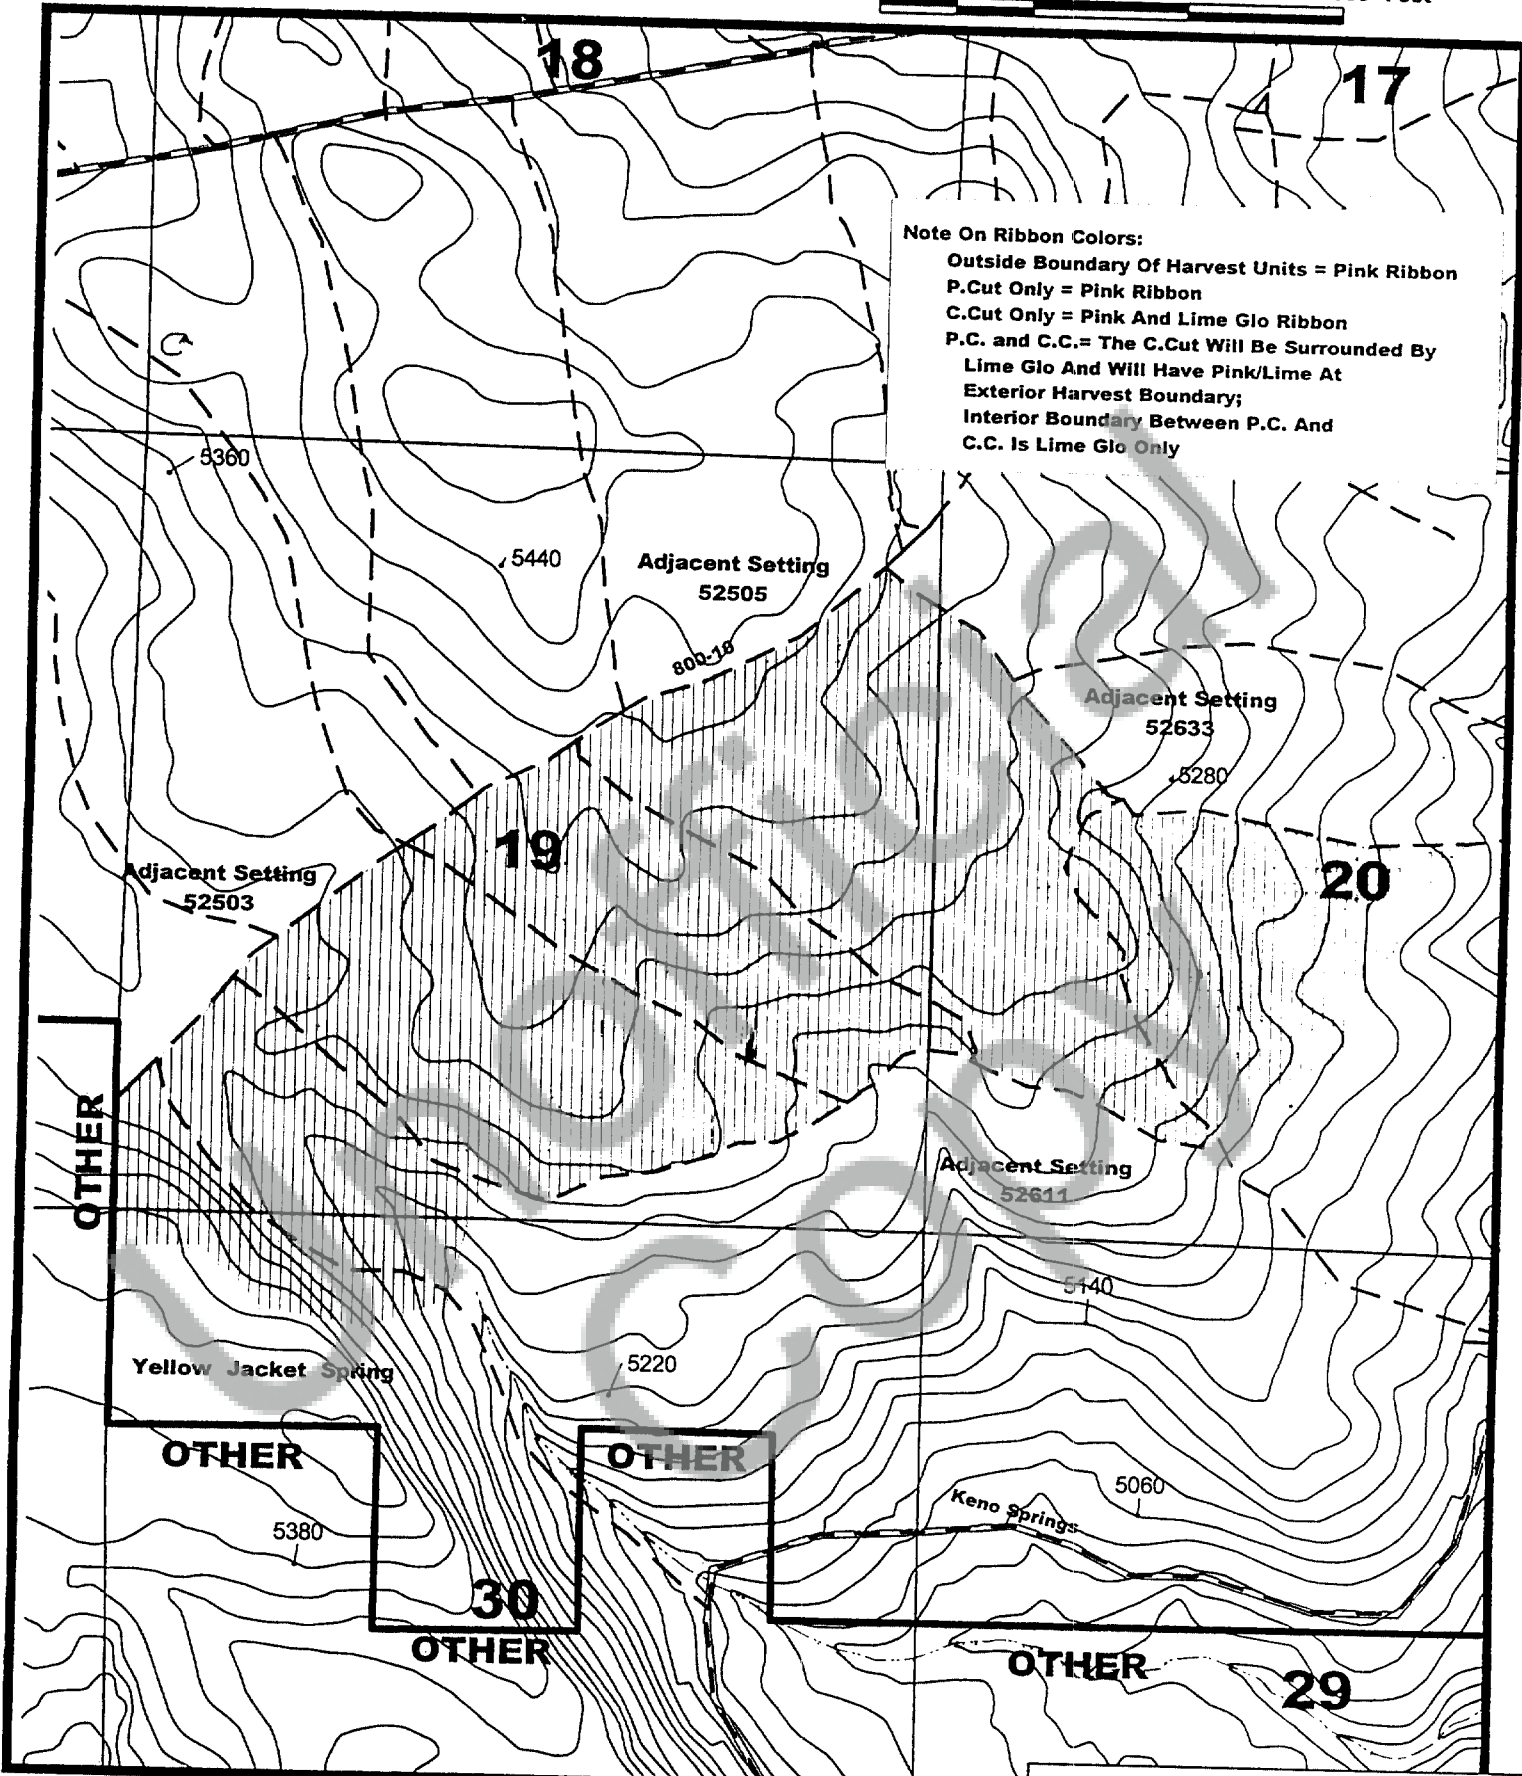 18
17
Note On Ribbon Colors:
Outside Boundary Of Harvest Units = Pink Ribbon
P.Cut Only = Pink Ribbon
C.Cut Only = Pink And Lime Glo Ribbon
P.C. and C.C.= The C.Cut Will Be Surrounded By
Lime Glo And Will Have Pink/Lime At
Exterior Harvest Boundary;
Interior Boundary Between P.C. And
C.C. Is Lime Glo Only
5360
5440
Adjacent Setting
52505
800-18
Adjacent Setting
52633
5280
19
Adjacent Setting
52503
20
OTHER
Adjacent Setting
52611
5140
Yellow Jacket Spring
5220
OTHER
OTHER
5060
Keno Springs
5380
30
OTHER
OTHER
29
Unofficial
Copy